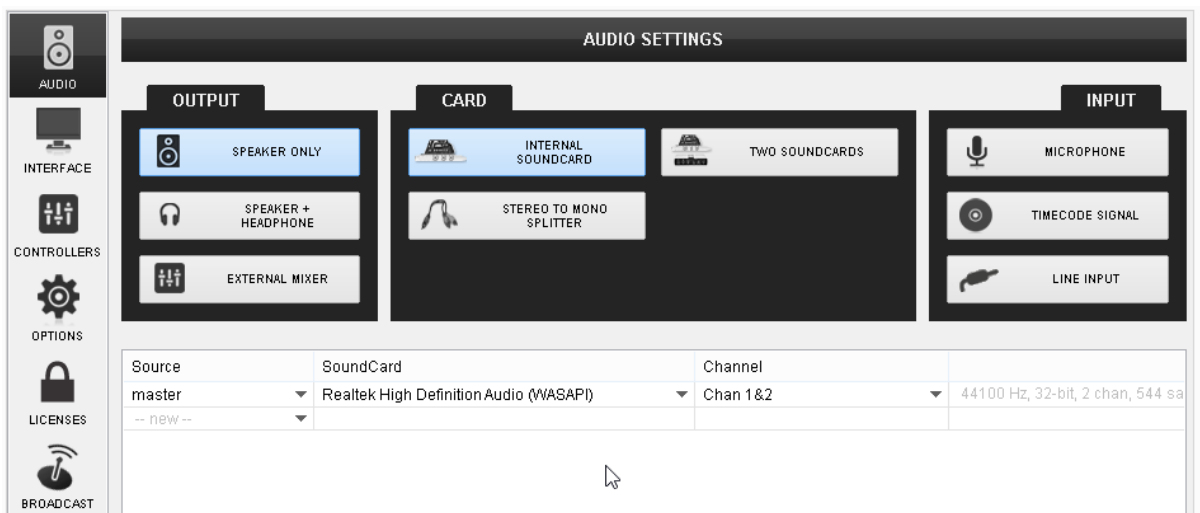 AUDIO SETTINGS
AUDIO
INTERFACE
CONTROLLERS
OPTIONS
LICENSES
BROADCAST
OUTPUT
SPEAKER ONLY
SPEAKER +
HEADPHONE
EXTERNAL MIXER
CARD
INTERNAL
SOUNDCARD
TWO SOUNDCARDS
STEREO TO MONO
SPLITTER
INPUT
MICROPHONE
TIMECODE SIGNAL
LINE INPUT
Source SoundCard Channel
master Realtek High Definition Audio (WASAPI) Chan 1&2 44100 Hz, 32-bit, 2 chan, 544 sa
-- new --